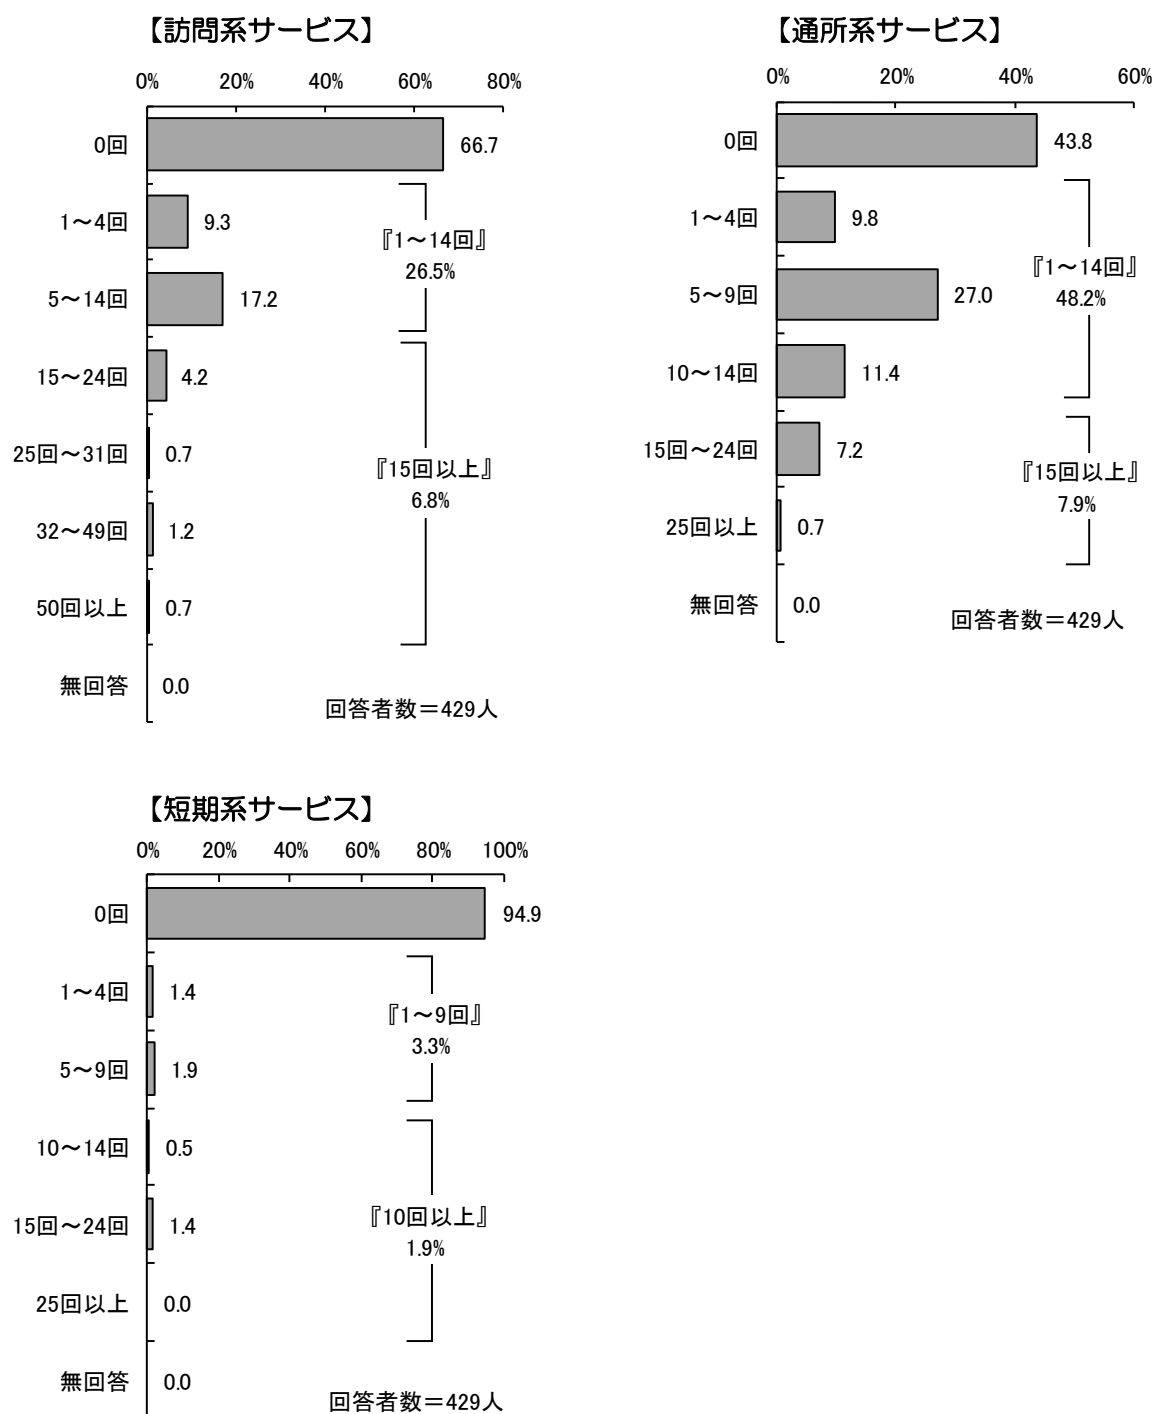 【訪問系サービス】
0% 20% 40% 60% 80%
0回 66.7
1～4回 9.3
『1～14回』
26.5%
5～14回 17.2
15～24回 4.2
25回～31回 0.7
『15回以上』
6.8%
32～49回 1.2
50回以上 0.7
無回答 0.0
回答者数＝429人
【通所系サービス】
0% 20% 40% 60%
0回 43.8
1～4回 9.8
『1～14回』
48.2%
5～9回 27.0
10～14回 11.4
15回～24回 7.2
『15回以上』
7.9%
25回以上 0.7
無回答 0.0
回答者数＝429人
【短期系サービス】
0% 20% 40% 60% 80% 100%
0回 94.9
1～4回 1.4
『1～9回』
3.3%
5～9回 1.9
10～14回 0.5
15回～24回 1.4
『10回以上』
1.9%
25回以上 0.0
無回答 0.0
回答者数＝429人